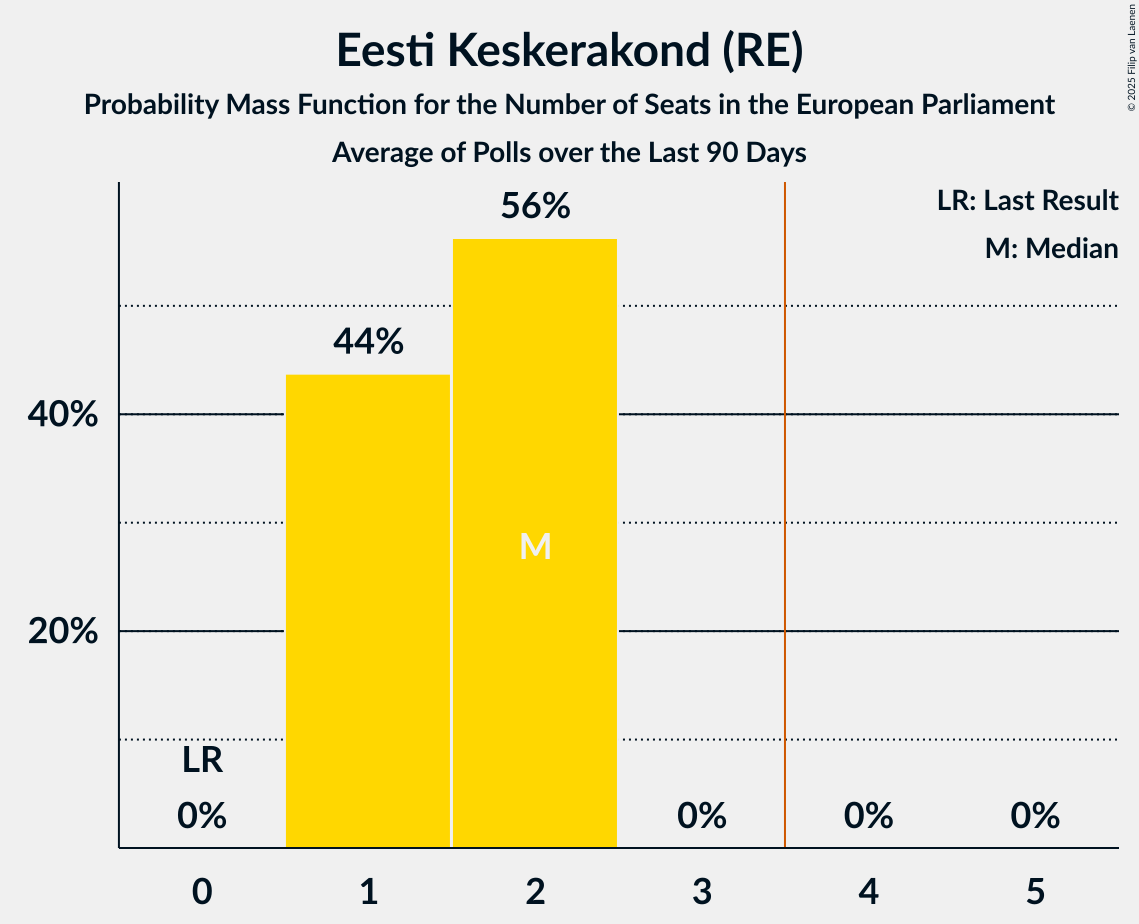 Eesti Keskerakond (RE)
Probability Mass Function for the Number of Seats in the European Parliament
Average of Polls over the Last 90 Days
© 2025 Filip van Laenen
LR: Last Result
M: Median
56%
44%
40%
M
20%
LR
0%
0%
0%
0%
0
1
2
3
4
5